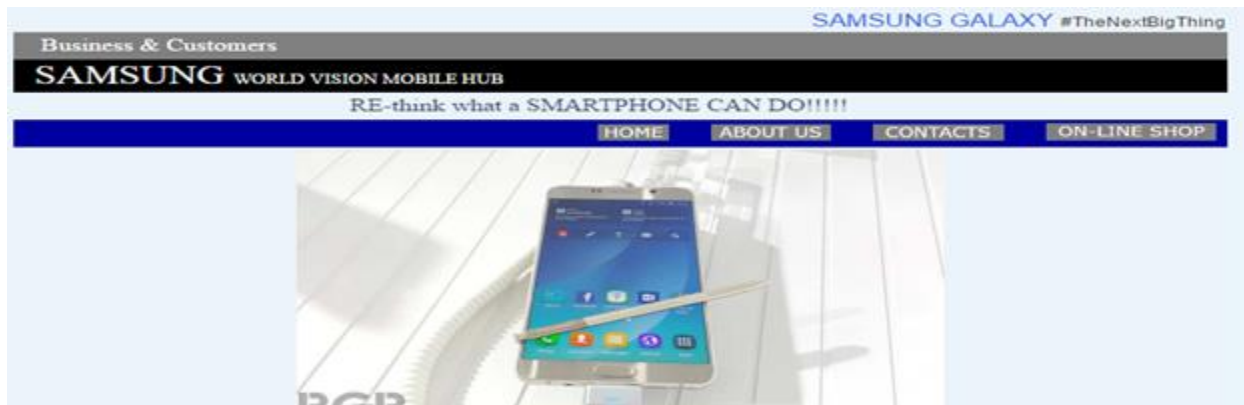 SAMSUNG GALAXY #TheNextBigThing
Business & Customers
SAMSUNG WORLD VISION MOBILE HUB
RE-think what a SMARTPHONE CAN DO!!!!!
HOME ABOUT US CONTACTS ON-LINE SHOP